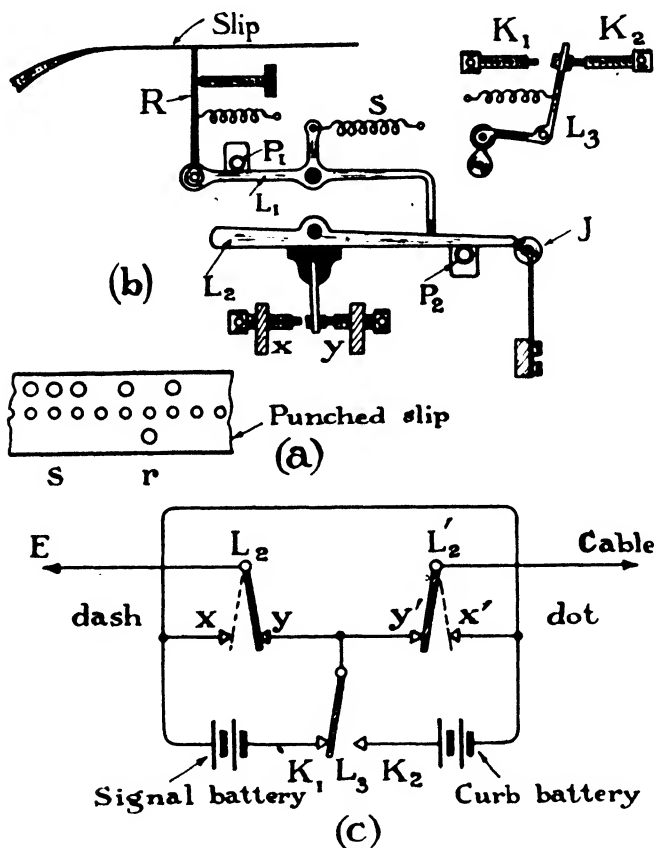 Slip
K₁
K₂
R
S
P₁
L₃
L₁
J
L₂
P₂
(b)
x
y
Punched slip
s
r
(a)
E
L₂
L₂'
Cable
dash
x
y
y'
x'
dot
K₁
L₃
K₂
Signal battery
Curb battery
(c)